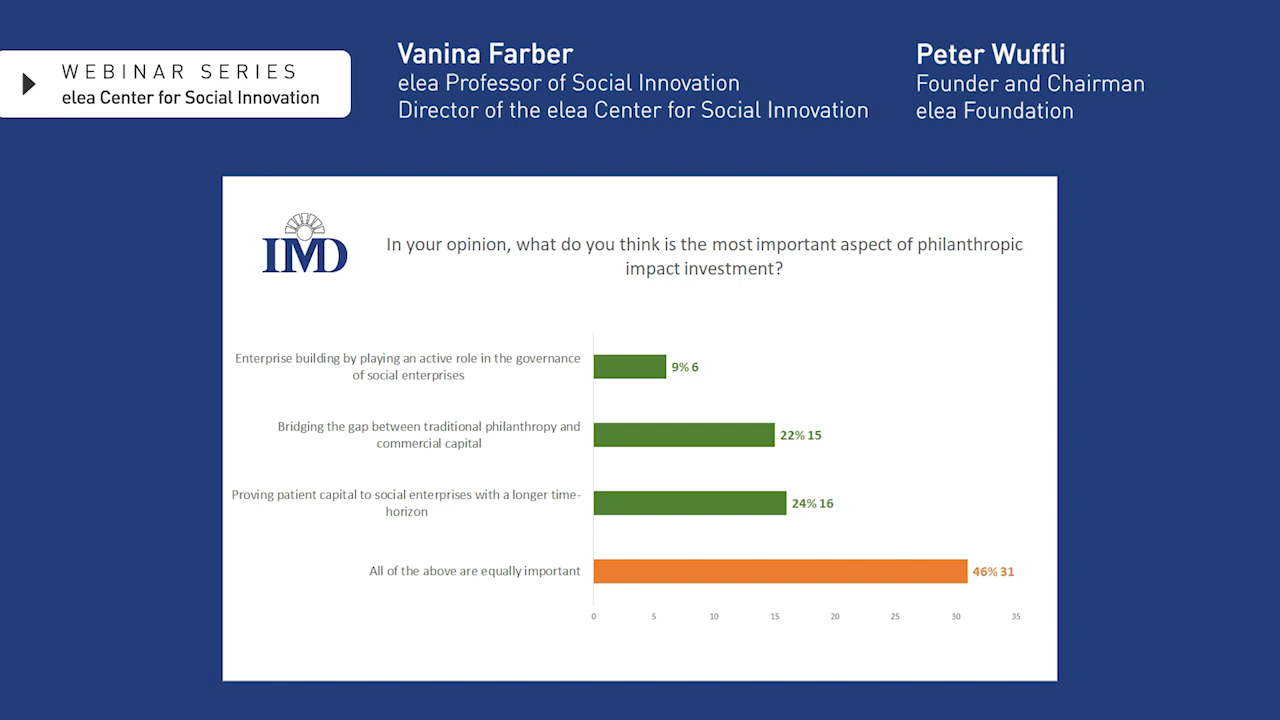 WEBINAR SERIES
elea Center for Social Innovation
Vanina Farber
elea Professor of Social Innovation
Director of the elea Center for Social Innovation
Peter Wuffli
Founder and Chairman
elea Foundation
IMD
In your opinion, what do you think is the most important aspect of philanthropic
impact investment?
Enterprise building by playing an active role in the governance
of social enterprises
9% 6
Bridging the gap between traditional philanthropy and
commercial capital
22% 15
Proving patient capital to social enterprises with a longer time-
horizon
24% 16
All of the above are equally important
46% 31
0 5 10 15 20 25 30 35